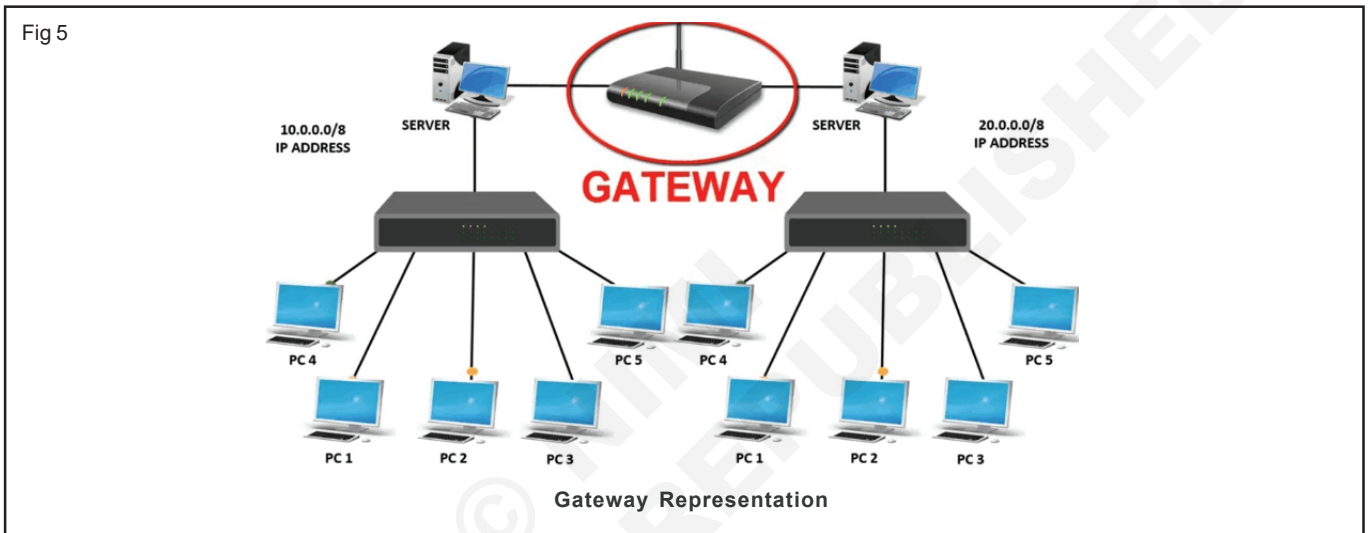 Fig 5
SERVER
SERVER
10.0.0.0/8
IP ADDRESS
20.0.0.0/8
IP ADDRESS
GATEWAY
PC 4
PC 5
PC 4
PC 5
PC 1
PC 2
PC 3
PC 1
PC 2
PC 3
Gateway Representation
© NIMI
REPUBLISHED